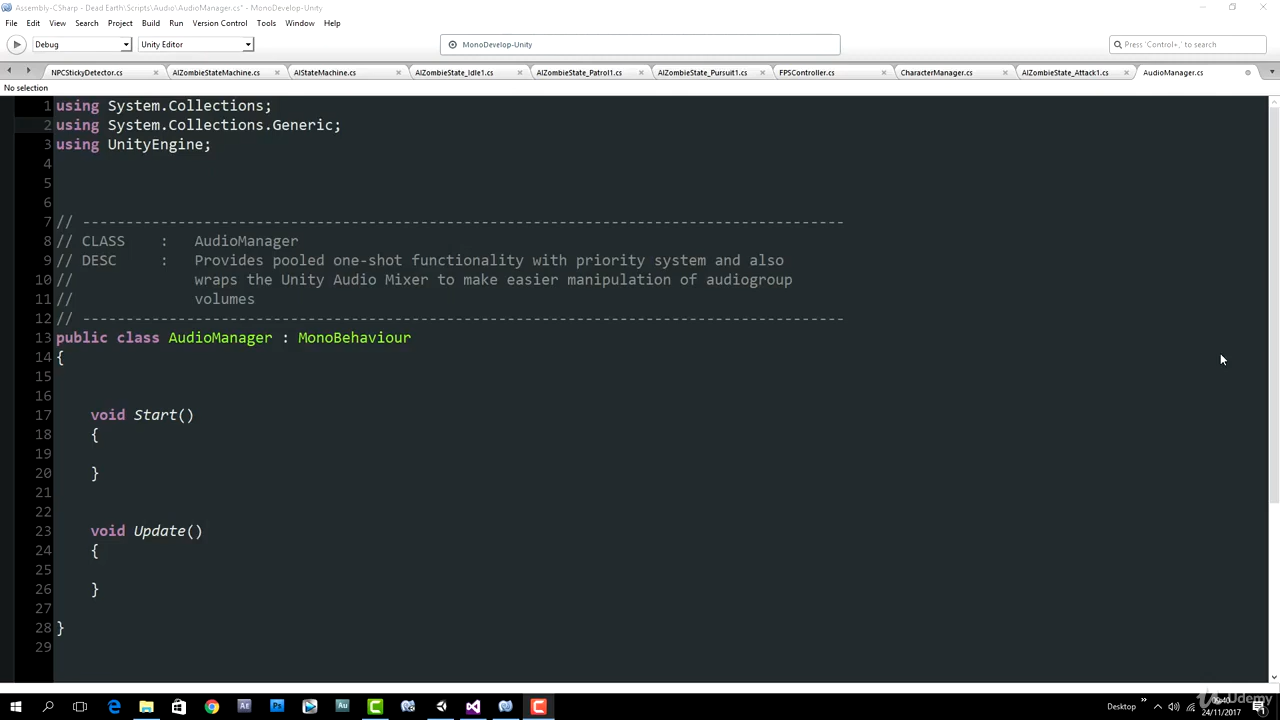 Assembly-CSharp - Dead Earth\Scripts\Audio\AudioManager.cs* - MonoDevelop-Unity
File Edit View Search Project Build Run Version Control Tools Window Help
Debug Unity Editor MonoDevelop-Unity Press 'Control+,' to search
NPCStickyDetector.cs AIZombieStateMachine.cs AIStateMachine.cs AIZombieState_Idle1.cs AIZombieState_Patrol1.cs AIZombieState_Pursuit1.cs FPSController.cs CharacterManager.cs AIZombieState_Attack1.cs AudioManager.cs
No selection
1 using System.Collections;
2 using System.Collections.Generic;
3 using UnityEngine;
4
5
6
7 // ----------------------------------------------------------------------------------------
8 // CLASS : AudioManager
9 // DESC : Provides pooled one-shot functionality with priority system and also
10 // wraps the Unity Audio Mixer to make easier manipulation of audiogroup
11 // volumes
12 // ----------------------------------------------------------------------------------------
13 public class AudioManager : MonoBehaviour
14 {
15
16
17 void Start()
18 {
19
20 }
21
22
23 void Update()
24 {
25
26 }
27
28 }
29
Desktop 09:40
24/11/2017
Udemy